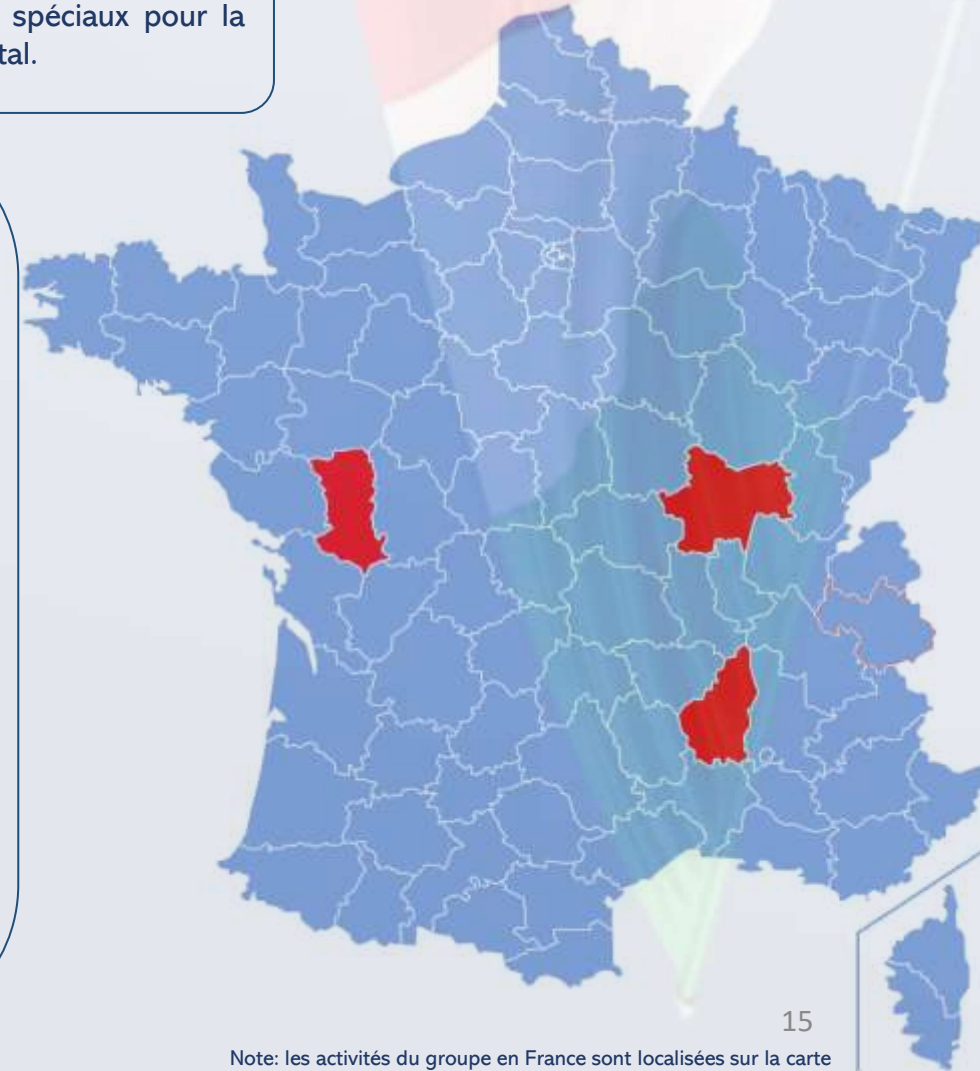 spéciaux pour la
tal.
15
Note: les activités du groupe en France sont localisées sur la carte